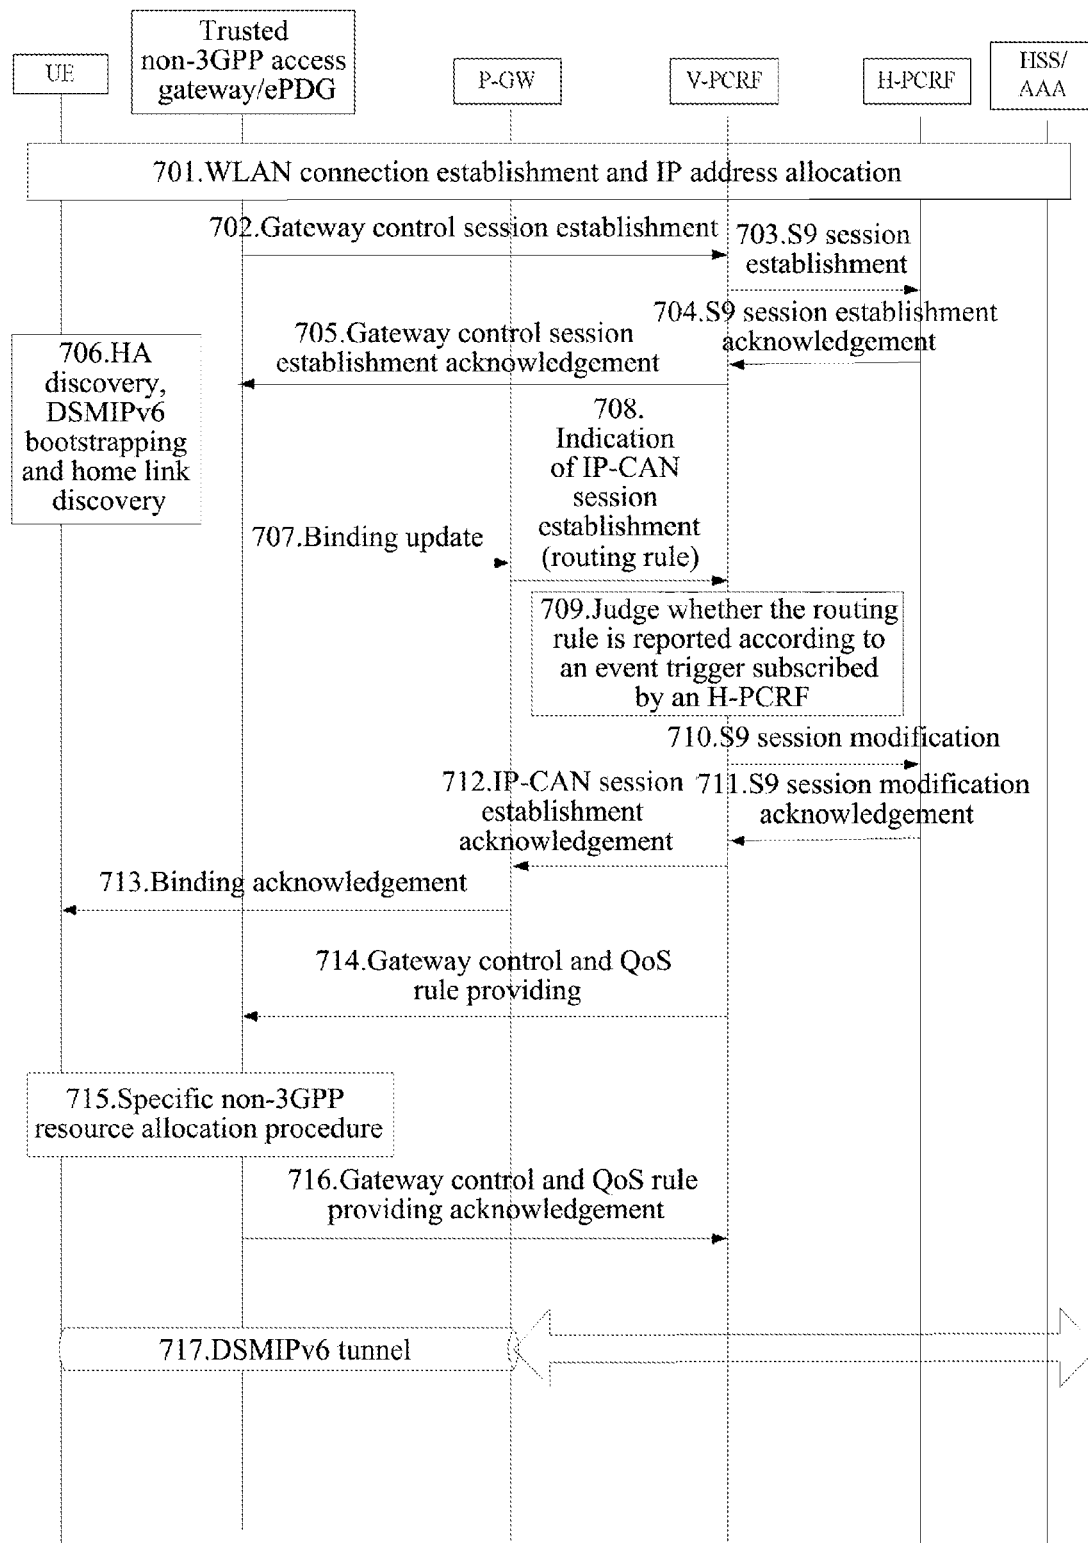 UE
Trusted
non-3GPP access
gateway/ePDG
P-GW
V-PCRF
H-PCRF
HSS/
AAA
701.WLAN connection establishment and IP address allocation
702.Gateway control session establishment
703.S9 session
establishment
704.S9 session establishment
acknowledgement
705.Gateway control session
establishment acknowledgement
706.HA
discovery,
DSMIPv6
bootstrapping
and home link
discovery
707.Binding update
708.
Indication
of IP-CAN
session
establishment
(routing rule)
709.Judge whether the routing
rule is reported according to
an event trigger subscribed
by an H-PCRF
710.S9 session modification
711.S9 session modification
acknowledgement
712.IP-CAN session
establishment
acknowledgement
713.Binding acknowledgement
714.Gateway control and QoS
rule providing
715.Specific non-3GPP
resource allocation procedure
716.Gateway control and QoS rule
providing acknowledgement
717.DSMIPv6 tunnel